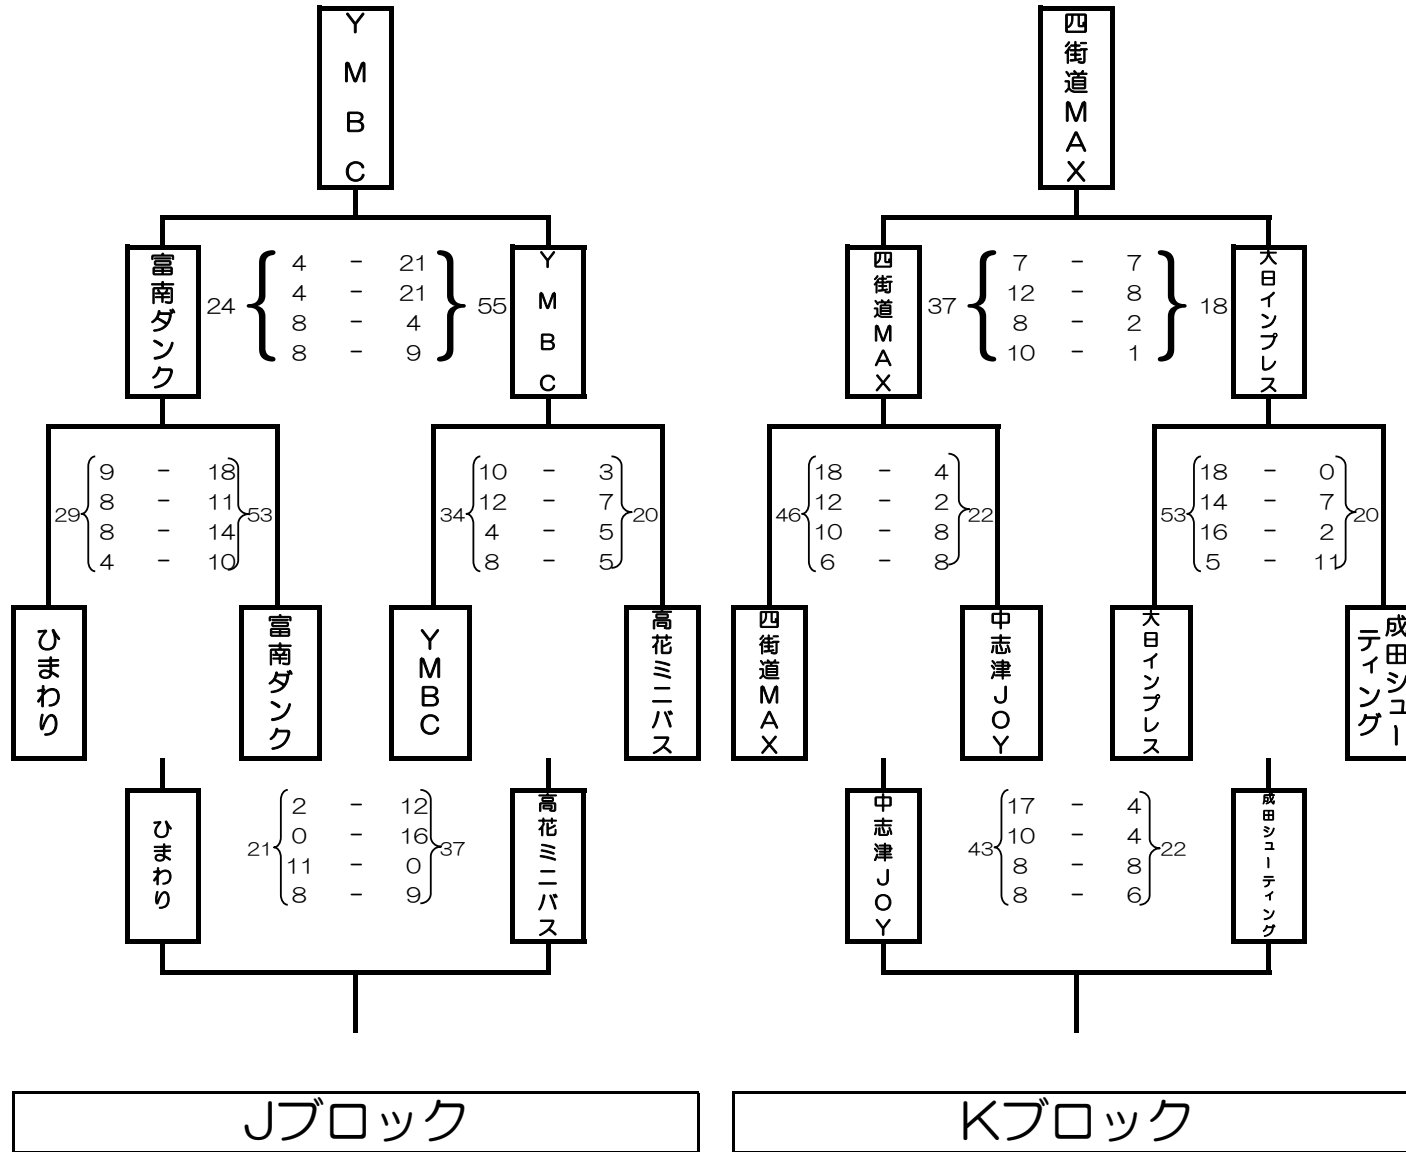 YMBC
富南ダンク
24
4 - 21
4 - 21
8 - 4
8 - 9
55
YMBC
29
9 - 18
8 - 11
8 - 14
4 - 10
53
34
10 - 3
12 - 7
4 - 5
8 - 5
20
ひまわり
富南ダンク
YMBC
高花ミニバス
ひまわり
21
2 - 12
0 - 16
11 - 0
8 - 9
37
高花ミニバス
Jブロック
四街道MAX
四街道MAX
37
7 - 7
12 - 8
8 - 2
10 - 1
18
大日インプレス
46
18 - 4
12 - 2
10 - 8
6 - 8
22
53
18 - 0
14 - 7
16 - 2
5 - 11
20
四街道MAX
中志津JOY
大日インプレス
成田シュー
ティング
中志津JOY
43
17 - 4
10 - 4
8 - 8
8 - 6
22
成田シューティング
Kブロック